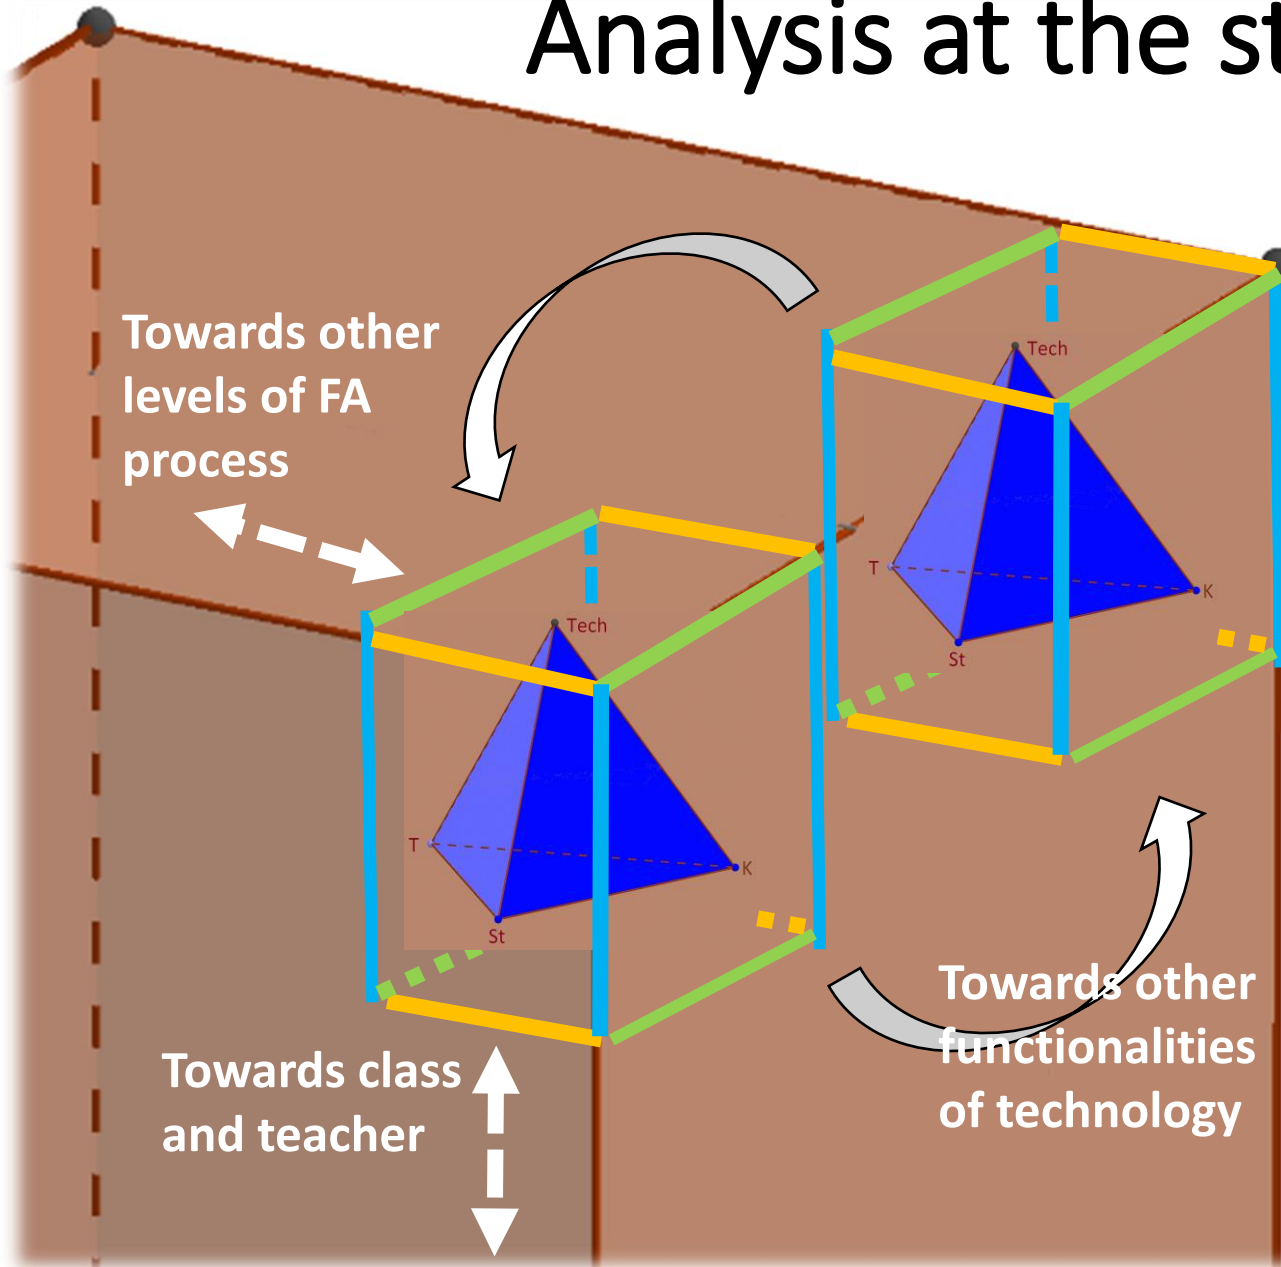 Analysis at the st
Towards other
levels of FA
process
Tech
T
K
St
Tech
T
K
St
Towards other
functionalities
of technology
Towards class
and teacher